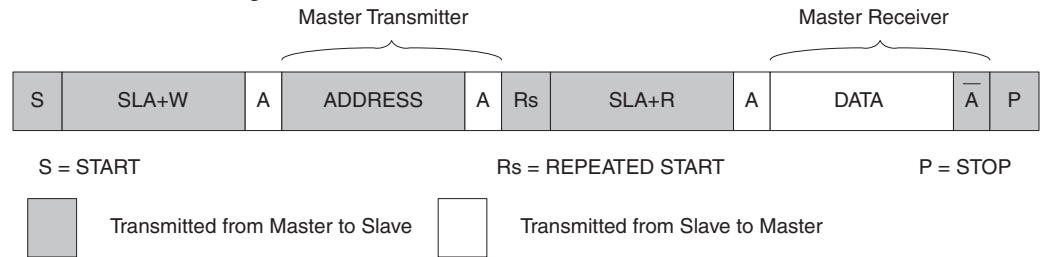 Master Transmitter Master Receiver
S SLA+W A ADDRESS A Rs SLA+R A DATA A̅ P
S = START Rs = REPEATED START P = STOP
Transmitted from Master to Slave Transmitted from Slave to Master